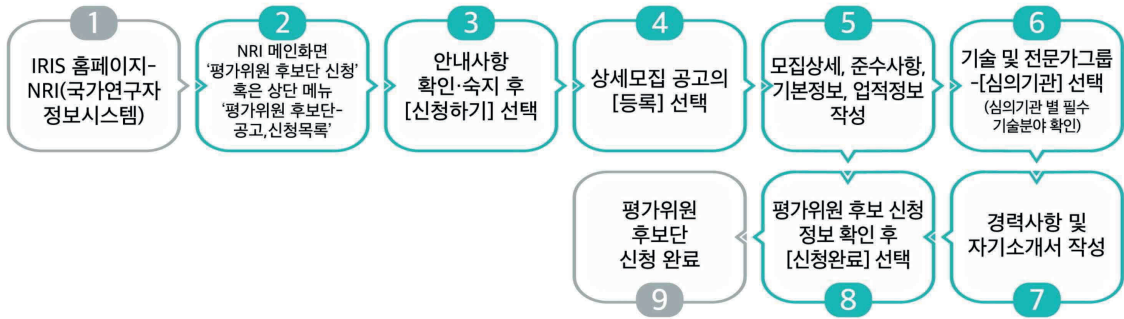 1
IRIS 홈페이지-
NRI(국가연구자
정보시스템)
2
NRI 메인화면
‘평가위원 후보단 신청’
혹은 상단 메뉴
‘평가위원 후보단-
공고,신청목록’
3
안내사항
확인·숙지 후
[신청하기] 선택
4
상세모집 공고의
[등록] 선택
5
모집상세, 준수사항,
기본정보, 업적정보
작성
6
기술 및 전문가그룹
-[심의기관] 선택
(심의기관 별 필수
기술분야 확인)
경력사항 및
자기소개서 작성
7
평가위원 후보 신청
정보 확인 후
[신청완료] 선택
8
평가위원
후보단
신청 완료
9